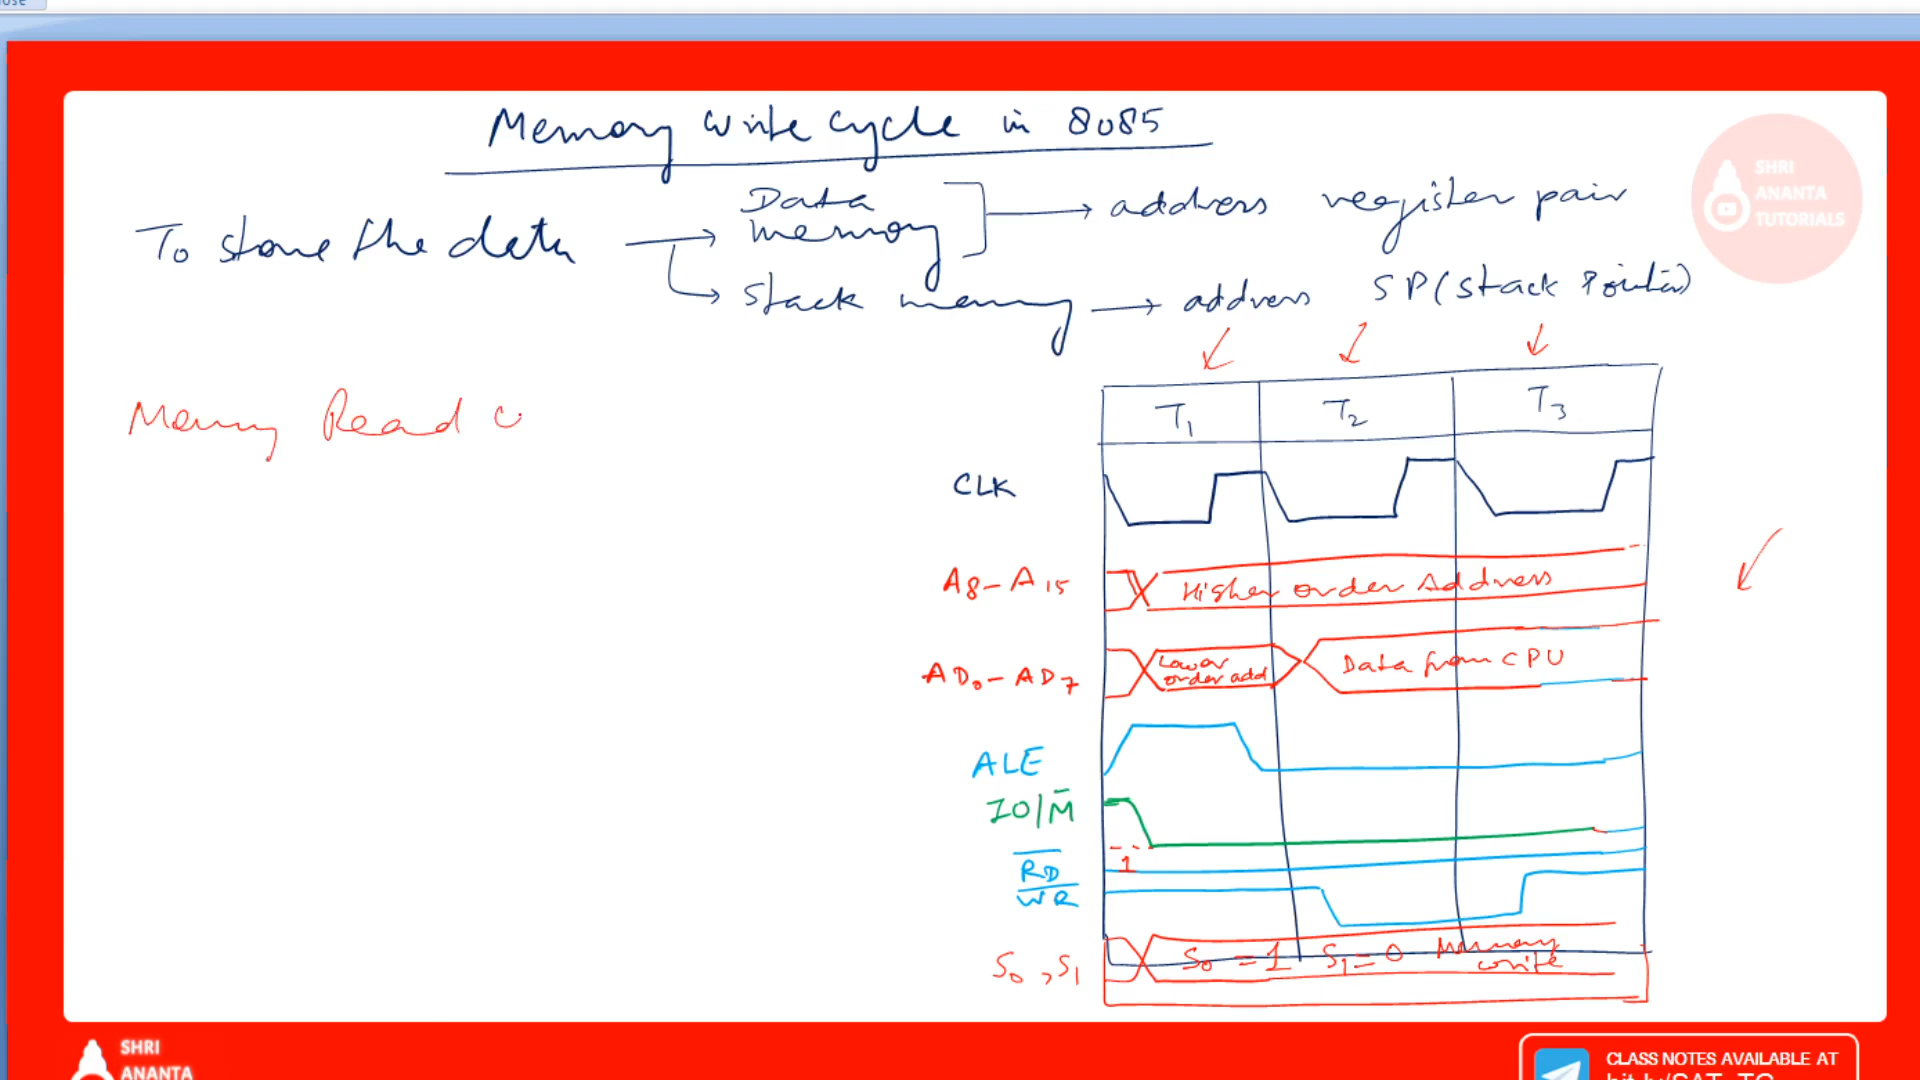 Memory write cycle in 8085
To store the data → Data memory → address register pair
→ stack memory → address SP (Stack Pointer)
SHRI
ANANTA
TUTORIALS
Memory Read c
T1 T2 T3
CLK
A8-A15 Higher order Address
AD0-AD7 Lower order add Data from CPU
ALE
IO/M̅
1
R̅D̅
W̅R̅
S0, S1 S0 = 1 S1 = 0 Memory write
SHRI
ANANTA
CLASS NOTES AVAILABLE AT